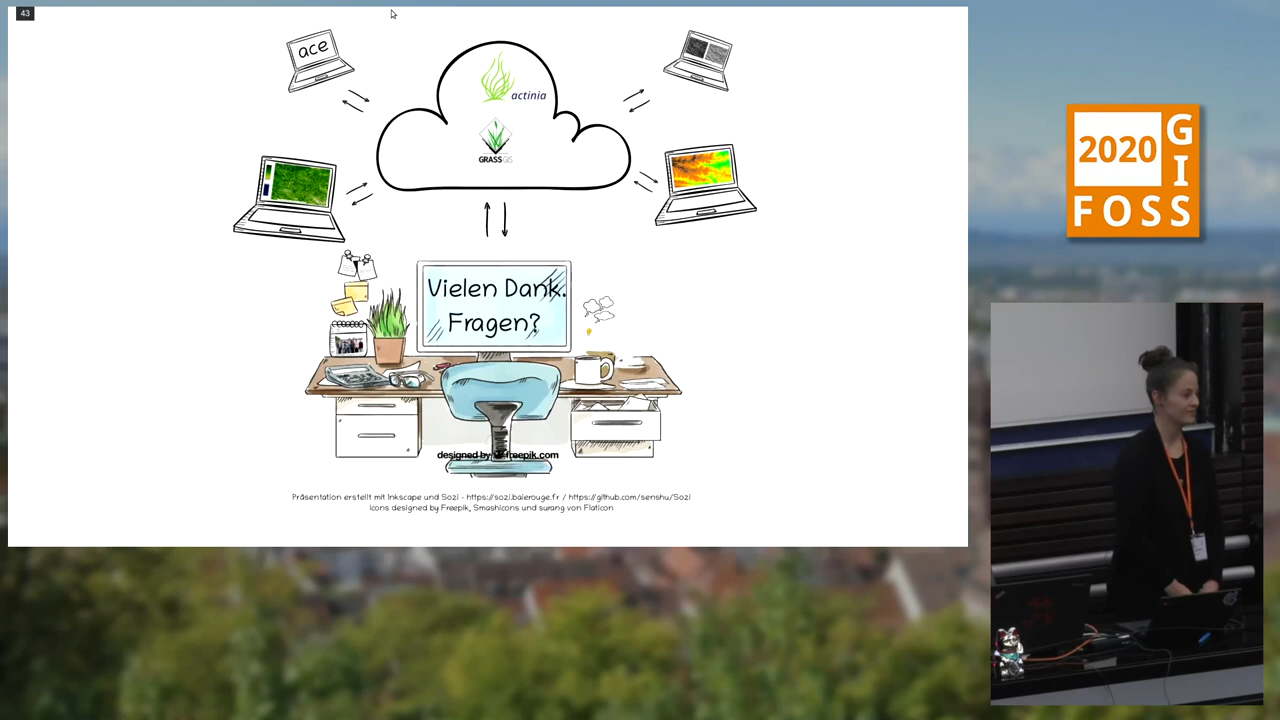 43
ace
actinia
GRASS GIS
Vielen Dank.
Fragen?
designed by freepik.com
Präsentation erstellt mit Inkscape und Sozi - https://sozi.baierouge.fr / https://github.com/senshu/Sozi
Icons designed by Freepik, Smashicons und surang von Flaticon
2020
G
I
FOSS